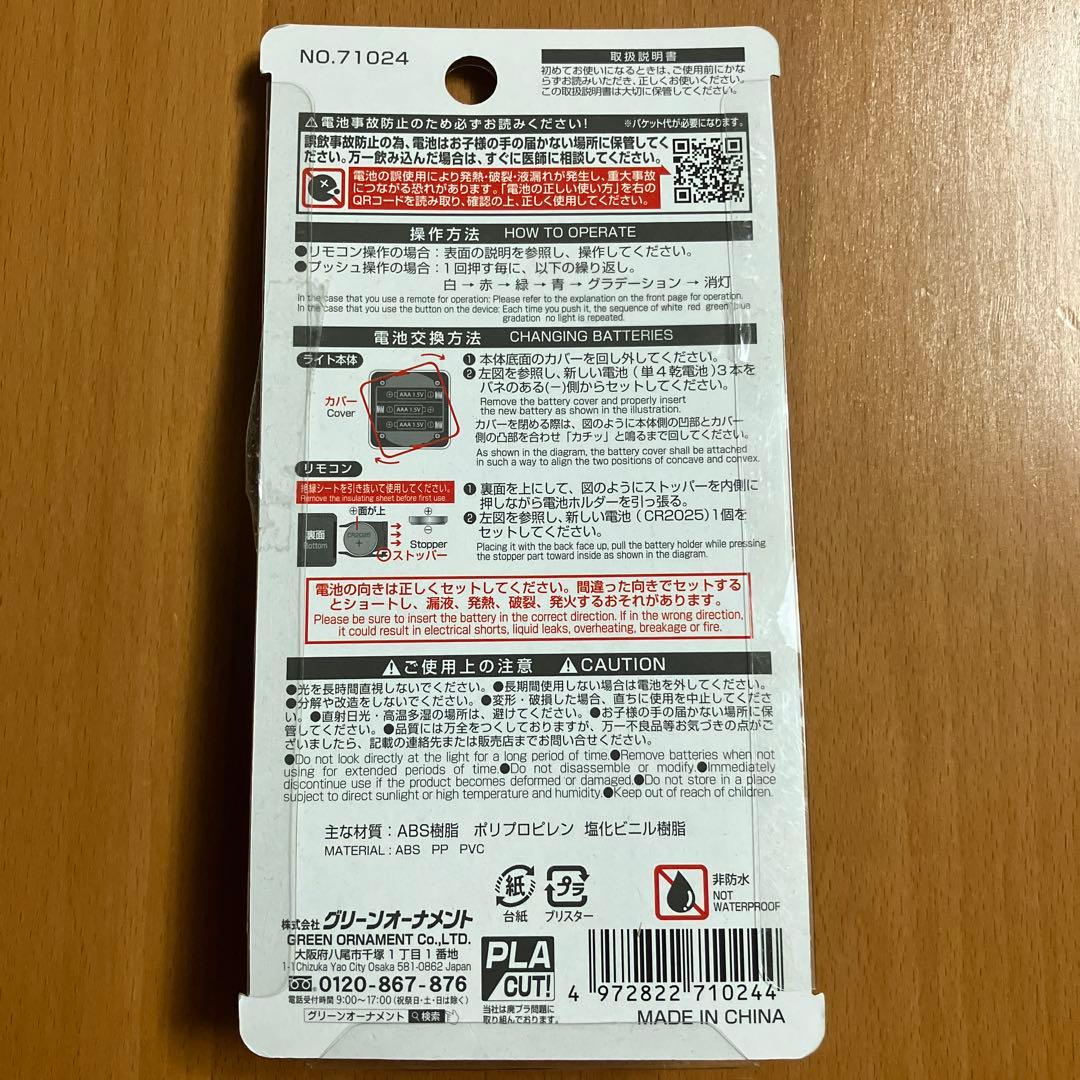 NO.71024
取扱説明書
初めてお使いになるときは、ご使用前にかな
らずお読みいただき、正しくお使いください。
この取扱説明書は大切に保管してください。
⚠電池事故防止のため必ずお読みください! ※パケット代が必要になります。
誤飲事故防止の為、電池はお子様の手の届かない場所に保管してく
ださい。万一飲み込んだ場合は、すぐに医師に相談してください。
電池の誤使用により発熱・破裂・液漏れが発生し、重大事故
につながる恐れがあります。「電池の正しい使い方」を右の
QRコードを読み取り、確認の上、正しく使用してください。
操作方法 HOW TO OPERATE
●リモコン操作の場合:表面の説明を参照し、操作してください。
●プッシュ操作の場合:1回押す毎に、以下の繰り返し。
白→赤→緑→青→グラデーション→消灯
In the case that you use a remote for operation: Please refer to the explanation on the front page for operation.
In the case that you use the button on the device: Each time you push it, the sequence of white red green blue
gradation no light is repeated.
電池交換方法 CHANGING BATTERIES
ライト本体
カバー
Cover
AAA 1.5V
AAA 1.5V
AAA 1.5V
❶ 本体底面のカバーを回し外してください。
❷ 左図を参照し、新しい電池(単4乾電池)3本を
バネのある(−)側からセットしてください。
Remove the battery cover and properly insert
the new battery as shown in the illustration.
カバーを閉める際は、図のように本体側の凹部とカバー
側の凸部を合わせ「カチッ」と鳴るまで回してください。
As shown in the diagram, the battery cover shall be attached
in such a way to align the two positions of concave and convex.
リモコン
絶縁シートを引き抜いて使用してください。
Remove the insulating sheet before first use.
⊕面が上
裏面
Bottom
CR2025
Stopper
ストッパー
❶ 裏面を上にして、図のようにストッパーを内側に
押しながら電池ホルダーを引っ張る。
❷ 左図を参照し、新しい電池(CR2025)1個を
セットしてください。
Placing it with the back face up, pull the battery holder while pressing
the stopper part toward inside as shown in the diagram.
電池の向きは正しくセットしてください。間違った向きでセットする
とショートし、漏液、発熱、破裂、発火するおそれがあります。
Please be sure to insert the battery in the correct direction. If in the wrong direction,
it could result in electrical shorts, liquid leaks, overheating, breakage or fire.
⚠ご使用上の注意 ⚠CAUTION
●光を長時間直視しないでください。●長期間使用しない場合は電池を外してください。
●分解や改造をしないでください。●変形・破損した場合、直ちに使用を中止してくださ
い。●直射日光・高温多湿の場所は、避けてください。●お子様の手の届かない場所に保
管してください。●品質には万全をつくしておりますが、万一不良品等お気づきの点がご
ざいましたら、記載の連絡先または販売店までお問い合せください。
●Do not look directly at the light for a long period of time.●Remove batteries when not
using for extended periods of time.●Do not disassemble or modify.●Immediately
discontinue use if the product becomes deformed or damaged.●Do not store in a place
subject to direct sunlight or high temperature and humidity.●Keep out of reach of children.
主な材質:ABS樹脂 ポリプロピレン 塩化ビニル樹脂
MATERIAL : ABS PP PVC
紙
台紙
プラ
ブリスター
非防水
NOT
WATERPROOF
株式会社グリーンオーナメント
GREEN ORNAMENT Co.,LTD.
大阪府八尾市千塚1丁目1番地
1-1Chizuka Yao City Osaka 581-0862 Japan
0120-867-876
電話受付時間 9:00〜17:00(祝祭日・土・日は除く)
グリーンオーナメント 検索
PLA
CUT!
当社は廃プラ問題に
取り組んでおります。
4 972822 710244
MADE IN CHINA